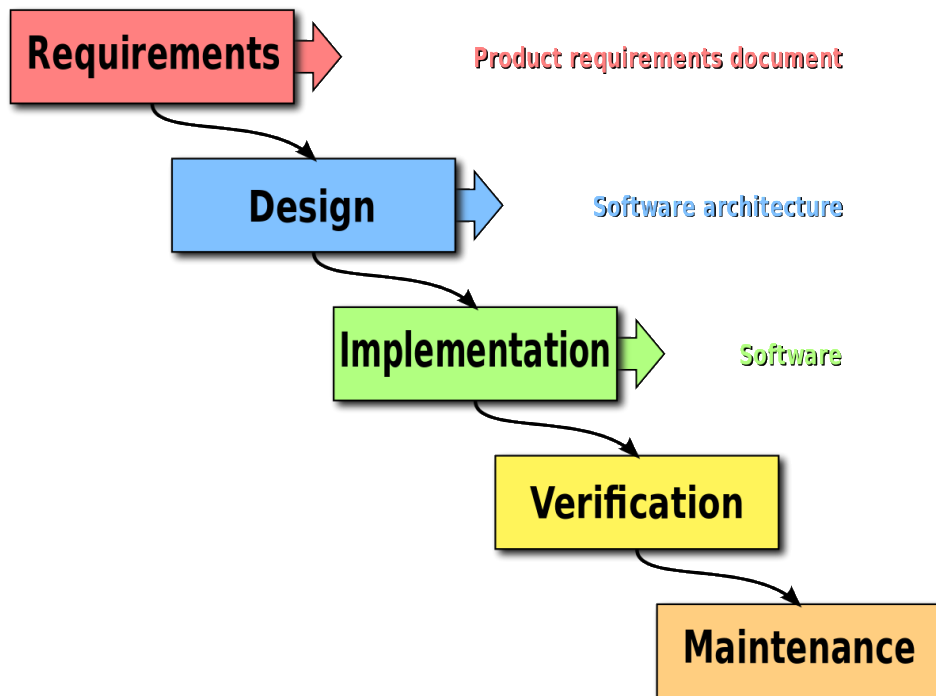 Requirements
Product requirements document
Design
Software architecture
Implementation
Software
Verification
Maintenance